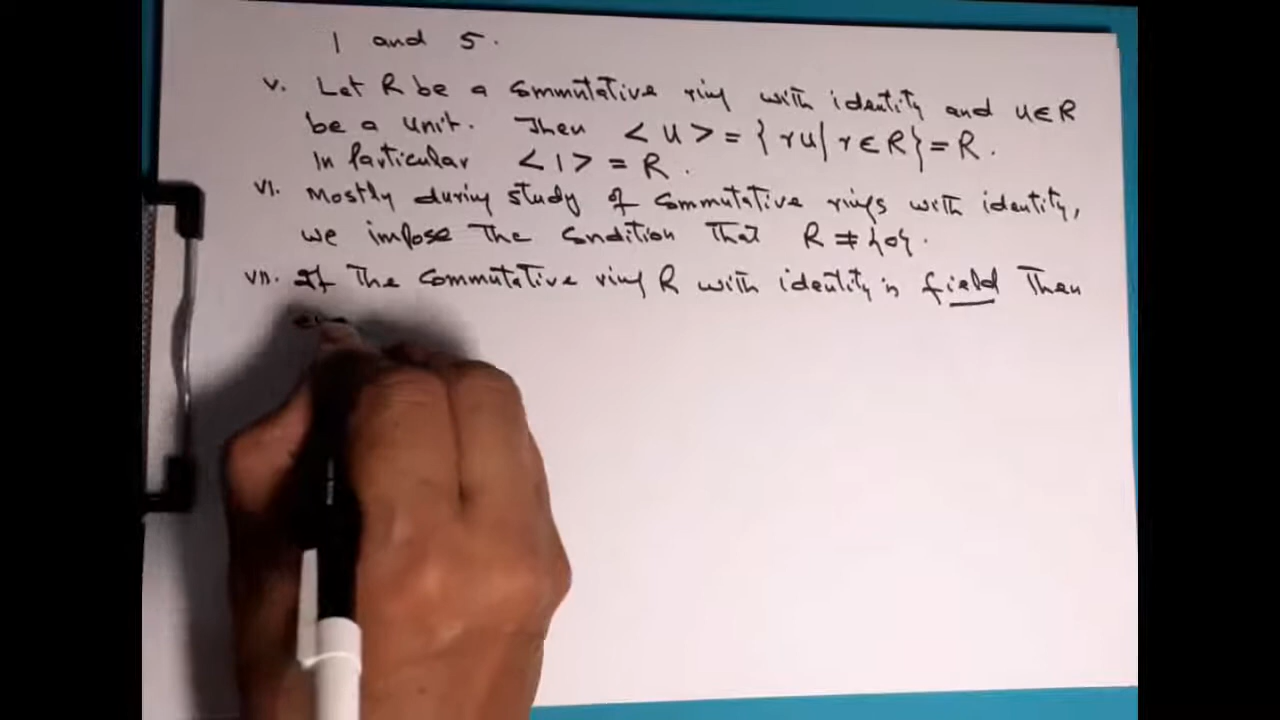 1 and 5.
v. Let R be a commutative ring with identity and u∈R
be a unit. Then <u> = {ru | r∈R} = R.
In particular <1> = R.
vi. Mostly during study of commutative rings with identity,
we impose the condition that R ≠ {0}.
vii. If the commutative ring R with identity is field Then